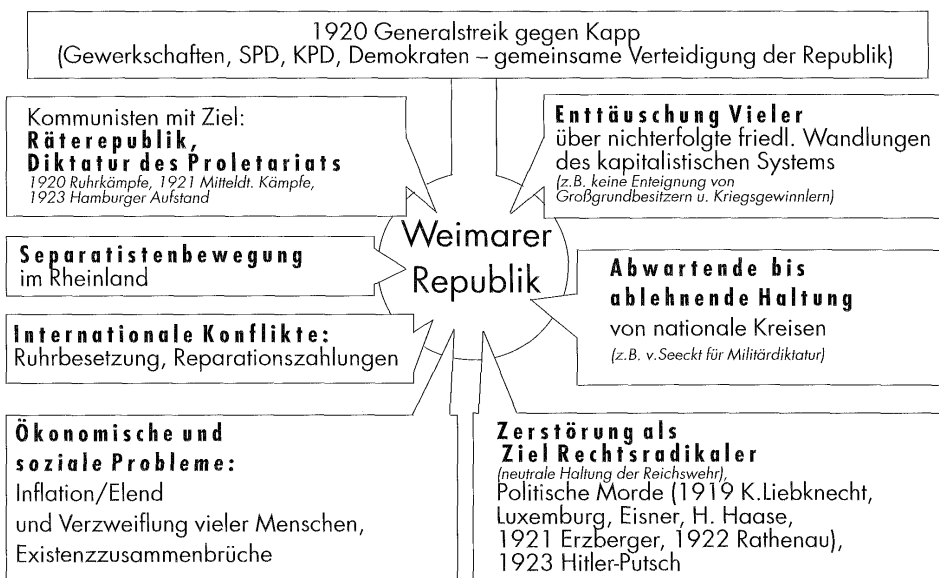 1920 Generalstreik gegen Kapp
(Gewerkschaften, SPD, KPD, Demokraten – gemeinsame Verteidigung der Republik)
Kommunisten mit Ziel:
Räterepublik,
Diktatur des Proletariats
1920 Ruhrkämpfe, 1921 Mitteldt. Kämpfe,
1923 Hamburger Aufstand
Enttäuschung Vieler
über nichterfolgte friedl. Wandlungen
des kapitalistischen Systems
(z.B. keine Enteignung von
Großgrundbesitzern u. Kriegsgewinnlern)
Weimarer
Republik
Separatistenbewegung
im Rheinland
Abwartende bis
ablehnende Haltung
von nationale Kreisen
(z.B. v.Seeckt für Militärdiktatur)
Internationale Konflikte:
Ruhrbesetzung, Reparationszahlungen
Ökonomische und
soziale Probleme:
Inflation/Elend
und Verzweiflung vieler Menschen,
Existenzzusammenbrüche
Zerstörung als
Ziel Rechtsradikaler
(neutrale Haltung der Reichswehr),
Politische Morde (1919 K.Liebknecht,
Luxemburg, Eisner, H. Haase,
1921 Erzberger, 1922 Rathenau),
1923 Hitler-Putsch